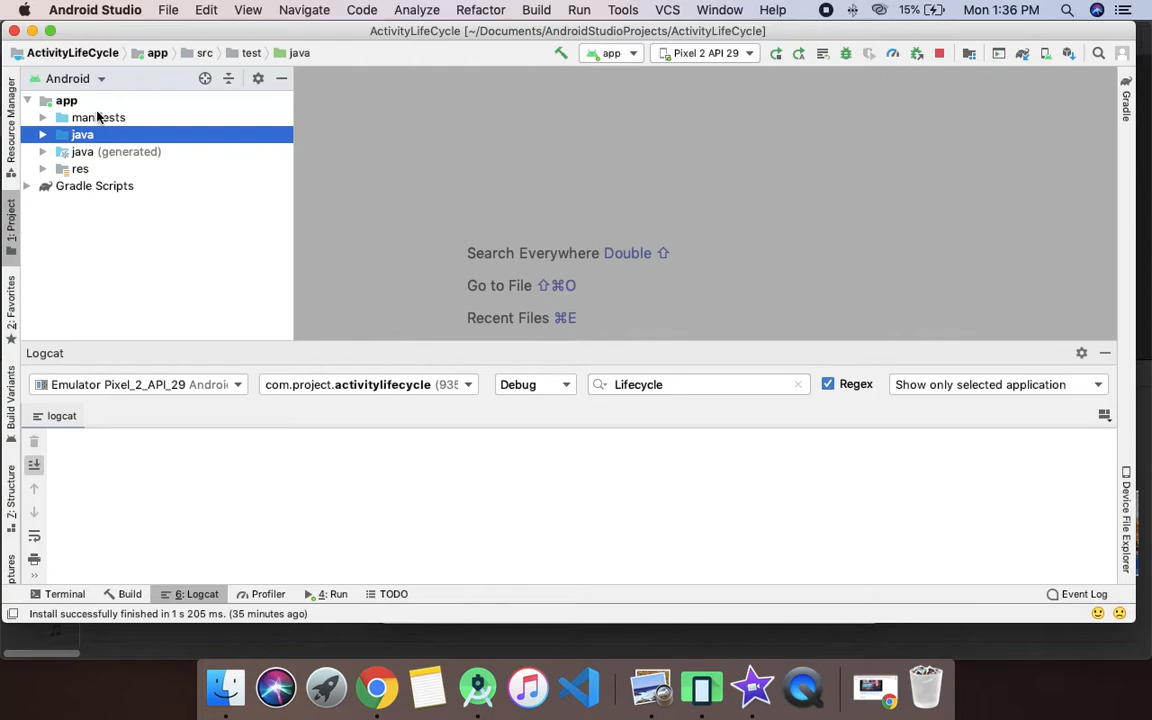 Android Studio File Edit View Navigate Code Analyze Refactor Build Run Tools VCS Window Help 15% Mon 1:36 PM
ActivityLifeCycle [~/Documents/AndroidStudioProjects/ActivityLifeCycle]
ActivityLifeCycle app src test java app Pixel 2 API 29
Android
app
manifests
java
java (generated)
res
Gradle Scripts
Resource Manager
1: Project
2: Favorites
Build Variants
Z: Structure
Gradle
Device File Explorer
Search Everywhere Double ⇧
Go to File ⇧⌘O
Recent Files ⌘E
Logcat
Emulator Pixel_2_API_29 Android com.project.activitylifecycle (935 Debug Lifecycle Regex Show only selected application
logcat
Terminal Build 6: Logcat Profiler 4: Run TODO Event Log
Install successfully finished in 1 s 205 ms. (35 minutes ago)